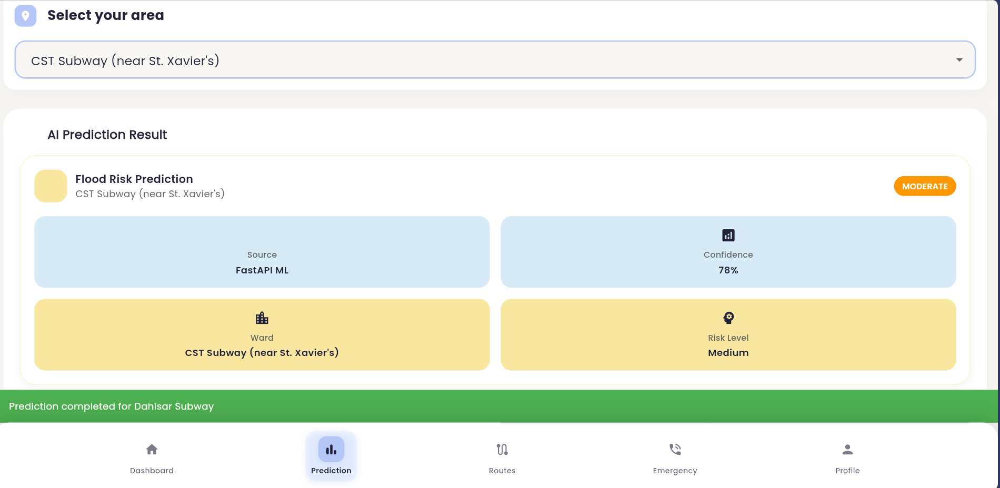 Select your area
CST Subway (near St. Xavier's)
AI Prediction Result
Flood Risk Prediction
CST Subway (near St. Xavier's)
MODERATE
Source
FastAPI ML
Confidence
78%
Ward
CST Subway (near St. Xavier's)
Risk Level
Medium
Prediction completed for Dahisar Subway
Dashboard
Prediction
Routes
Emergency
Profile